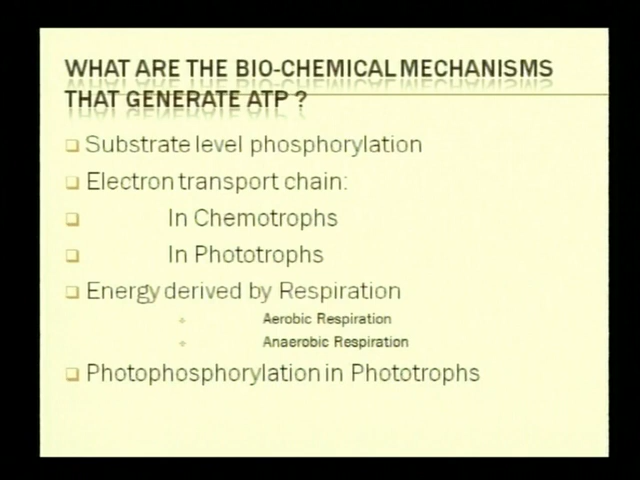 WHAT ARE THE BIO-CHEMICAL MECHANISMS
THAT GENERATE ATP ?
Substrate level phosphorylation
Electron transport chain:
In Chemotrophs
In Phototrophs
Energy derived by Respiration
Aerobic Respiration
Anaerobic Respiration
Photophosphorylation in Phototrophs